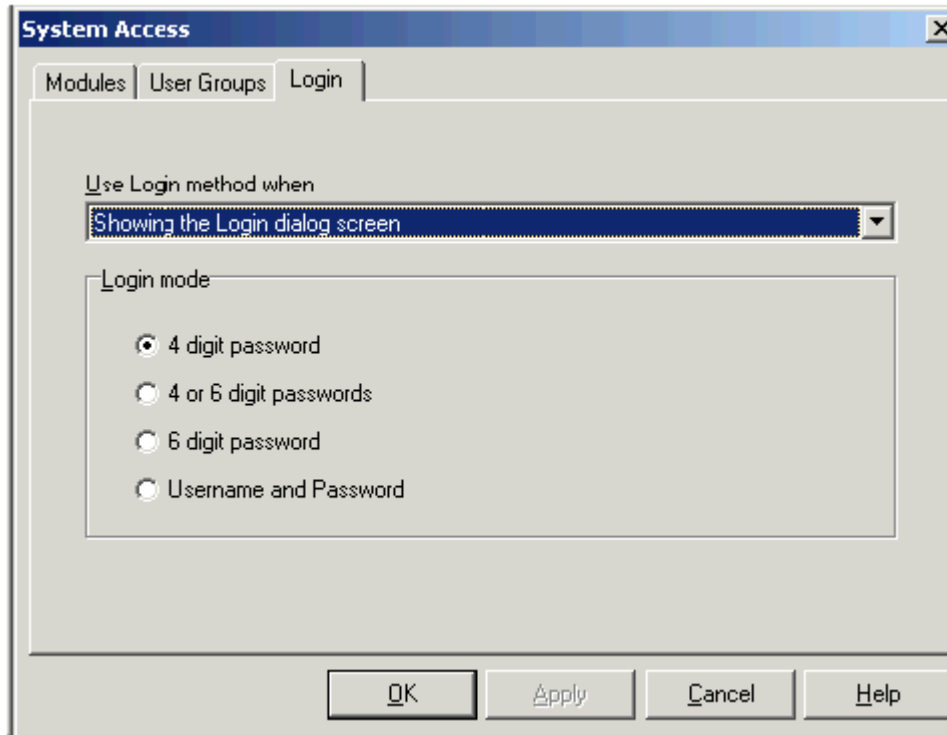 System Access
Modules User Groups Login
Use Login method when
Showing the Login dialog screen
Login mode
4 digit password
4 or 6 digit passwords
6 digit password
Username and Password
OK Apply Cancel Help